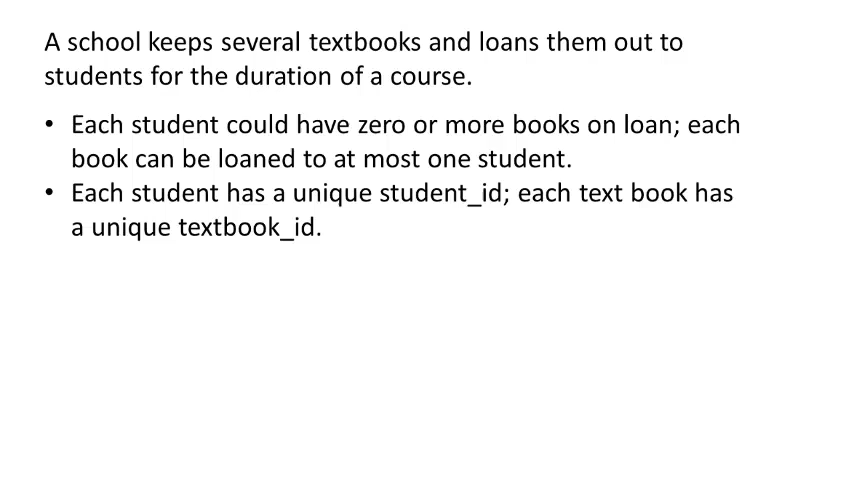 A school keeps several textbooks and loans them out to
students for the duration of a course.
• Each student could have zero or more books on loan; each
book can be loaned to at most one student.
• Each student has a unique student_id; each text book has
a unique textbook_id.